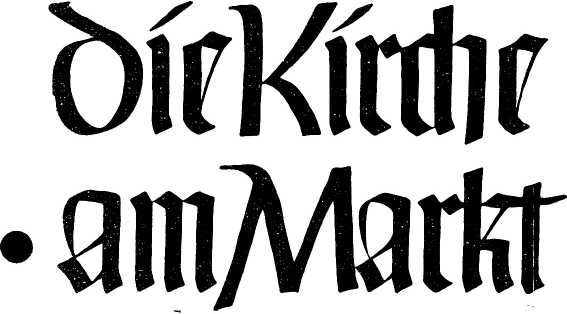 die Kirche
• am Markt